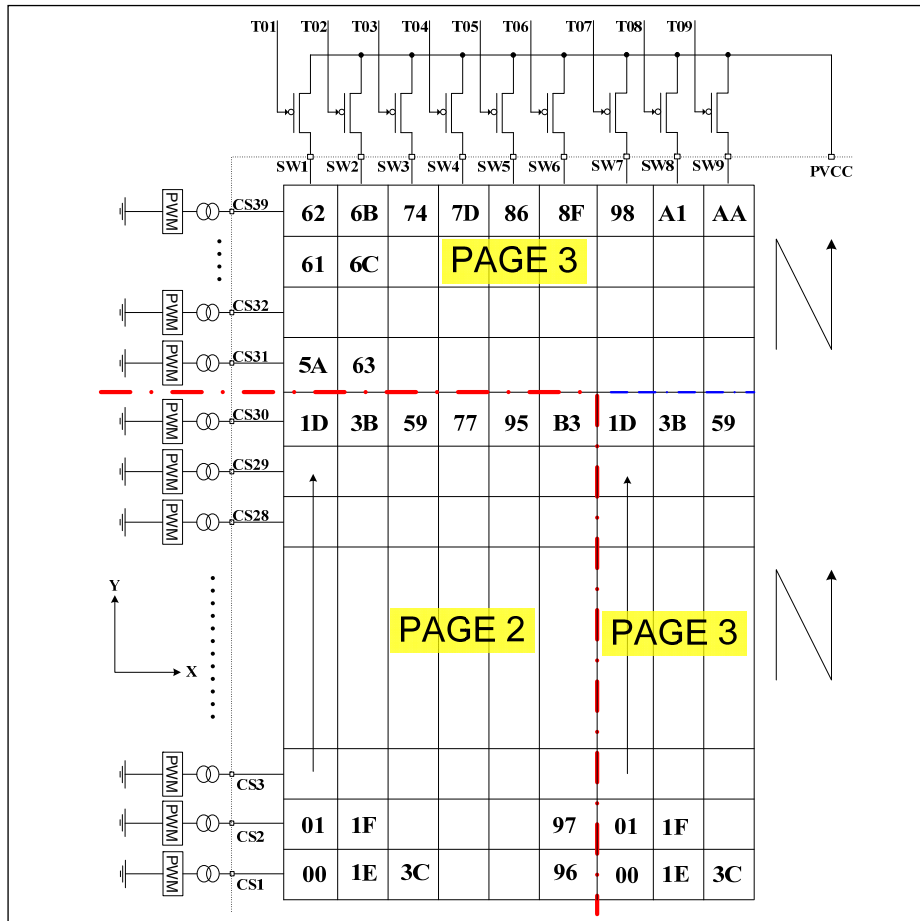 T01 T02 T03 T04 T05 T06 T07 T08 T09
SW1 SW2 SW3 SW4 SW5 SW6 SW7 SW8 SW9 PVCC
PWM CS39 62 6B 74 7D 86 8F 98 A1 AA
61 6C PAGE 3
PWM CS32
PWM CS31 5A 63
PWM CS30 1D 3B 59 77 95 B3 1D 3B 59
PWM CS29
PWM CS28
Y
X
PAGE 2 PAGE 3
PWM CS3
PWM CS2 01 1F 97 01 1F
PWM CS1 00 1E 3C 96 00 1E 3C